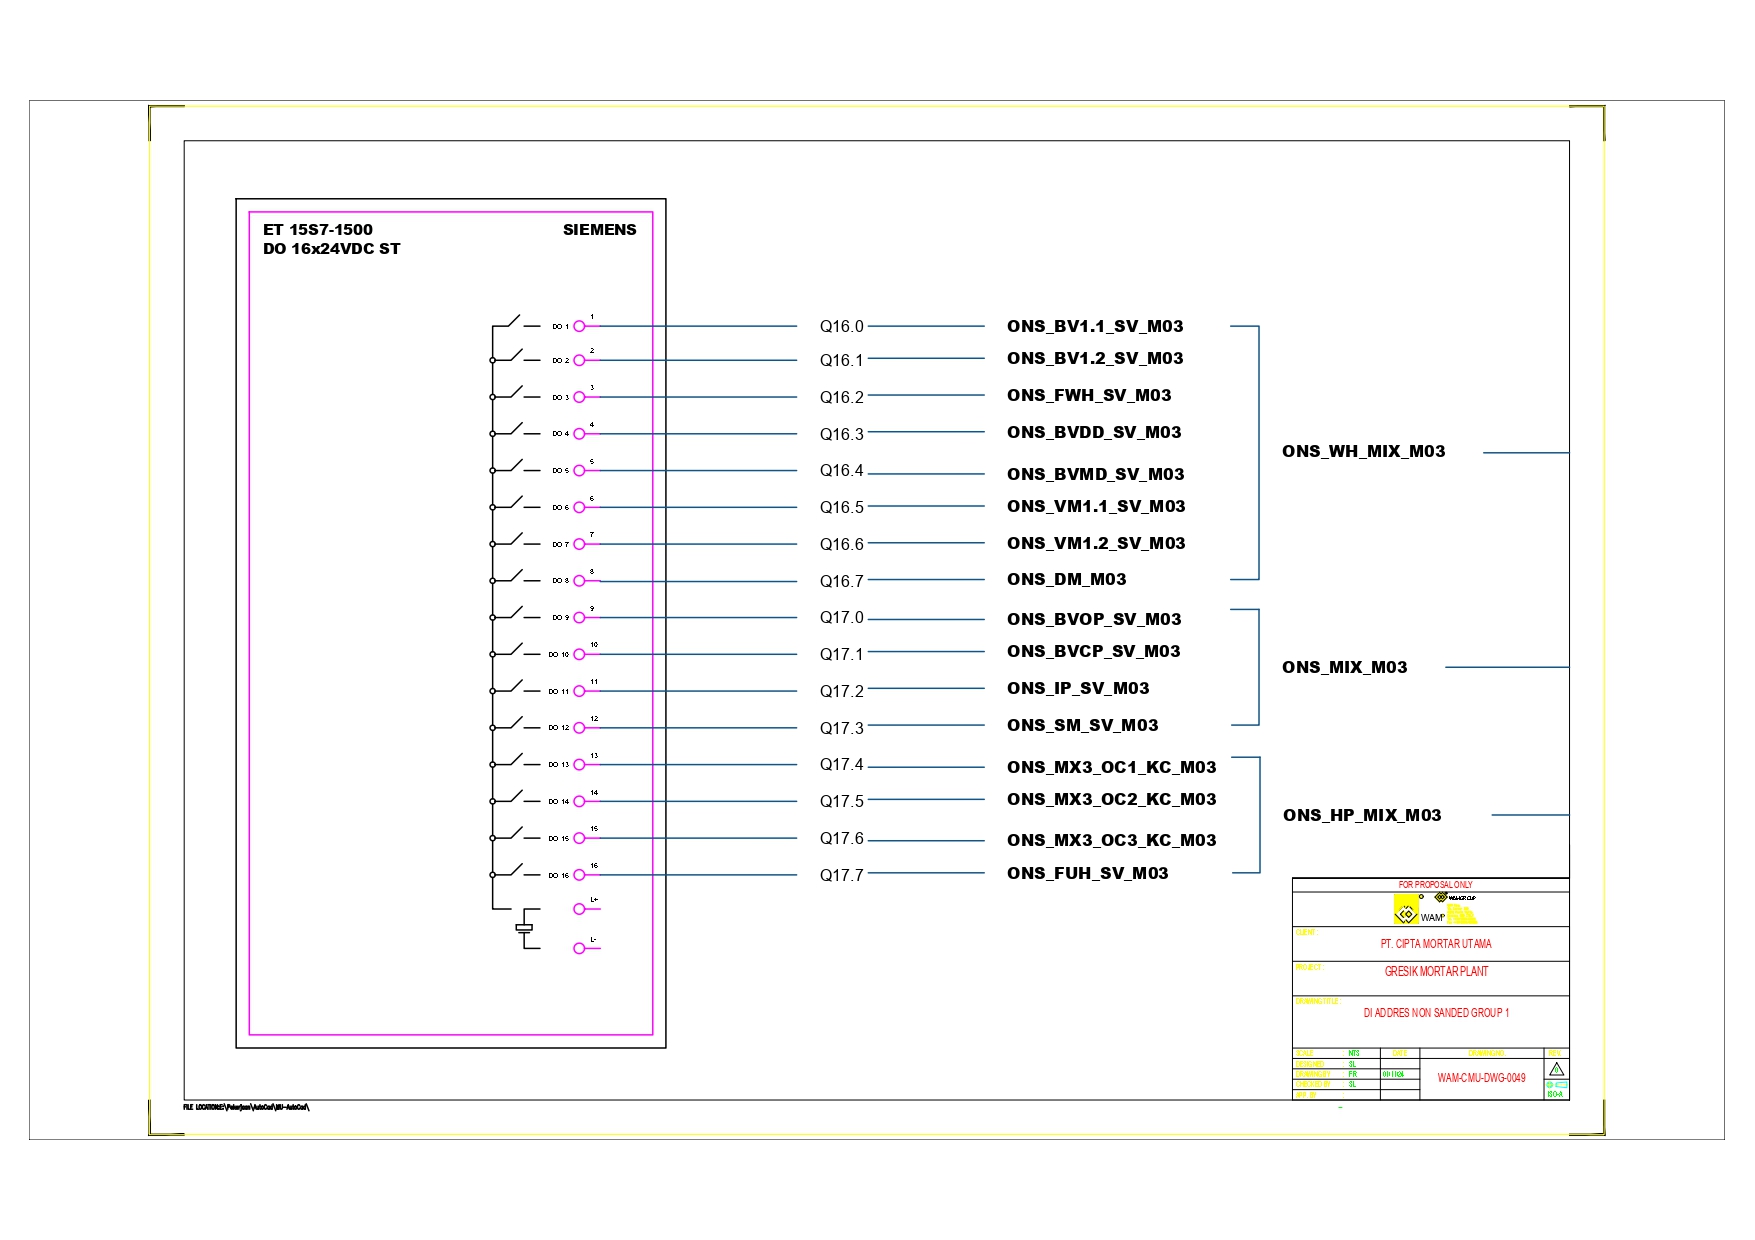 ET 15S7-1500 SIEMENS
DO 16x24VDC ST
DO 1 1 Q16.0 ONS_BV1.1_SV_M03
DO 2 2 Q16.1 ONS_BV1.2_SV_M03
DO 3 3 Q16.2 ONS_FWH_SV_M03
DO 4 4 Q16.3 ONS_BVDD_SV_M03
ONS_WH_MIX_M03
DO 5 5 Q16.4 ONS_BVMD_SV_M03
DO 6 6 Q16.5 ONS_VM1.1_SV_M03
DO 7 7 Q16.6 ONS_VM1.2_SV_M03
DO 8 8 Q16.7 ONS_DM_M03
DO 9 9 Q17.0 ONS_BVOP_SV_M03
DO 10 10 Q17.1 ONS_BVCP_SV_M03
ONS_MIX_M03
DO 11 11 Q17.2 ONS_IP_SV_M03
DO 12 12 Q17.3 ONS_SM_SV_M03
DO 13 13 Q17.4 ONS_MX3_OC1_KC_M03
DO 14 14 Q17.5 ONS_MX3_OC2_KC_M03
ONS_HP_MIX_M03
DO 15 15 Q17.6 ONS_MX3_OC3_KC_M03
DO 16 16 Q17.7 ONS_FUH_SV_M03
L+
L-
FOR PROPOSAL ONLY
WAMGROUP
WAM
CLIENT :
PT. CIPTA MORTAR UTAMA
PROJECT :
GRESIK MORTAR PLANT
DRAWING TITLE :
DI ADDRES NON SANDED GROUP 1
SCALE : NTS DATE DRAWING NO. REV.
DESIGNED : SL
DRAWING BY : FR
CHECKED BY : SL
APP. BY :
WAM-CMU-DWG-0049
0
ISO-A
FILE LOCATION:E:\Pekerjaan\AutoCad\MU-AutoCad\